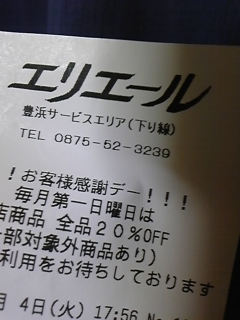 エリエール
豊浜サービスエリア(下り線)
TEL 0875-52-3239
！お客様感謝デー！！！
毎月第一日曜日は
店商品 全品２０％OFF
部対象外商品あり)
利用をお待ちしております
月 4日(火) 17:56